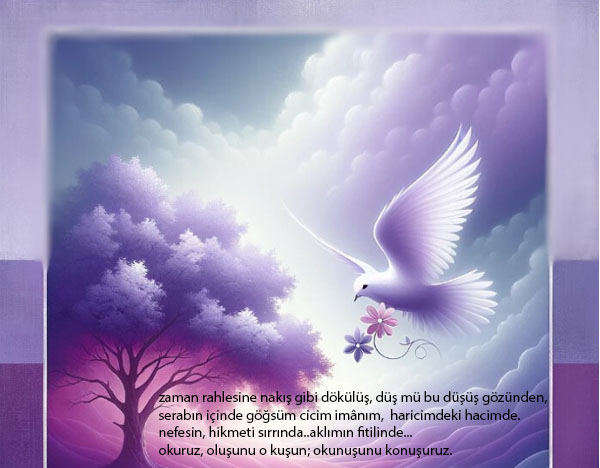 zaman rahlesine nakış gibi dökülüş, düş mü bu düşüş gözünden,
serabın içinde göğsüm cicim imânım, haricimdeki hacimde.
nefesin, hikmeti sırrında..aklımın fitilinde...
okuruz, oluşunu o kuşun; okunuşunu konuşuruz.